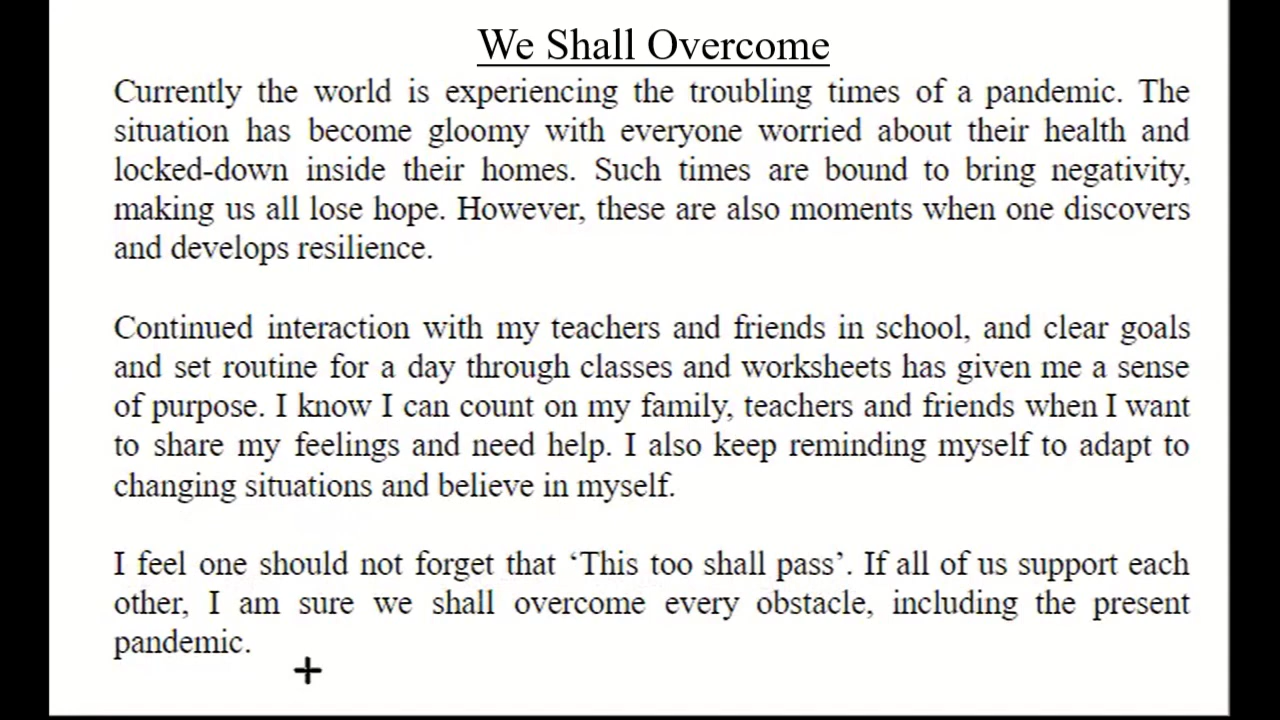 We Shall Overcome
Currently the world is experiencing the troubling times of a pandemic. The
situation has become gloomy with everyone worried about their health and
locked-down inside their homes. Such times are bound to bring negativity,
making us all lose hope. However, these are also moments when one discovers
and develops resilience.
Continued interaction with my teachers and friends in school, and clear goals
and set routine for a day through classes and worksheets has given me a sense
of purpose. I know I can count on my family, teachers and friends when I want
to share my feelings and need help. I also keep reminding myself to adapt to
changing situations and believe in myself.
I feel one should not forget that ‘This too shall pass’. If all of us support each
other, I am sure we shall overcome every obstacle, including the present
pandemic.